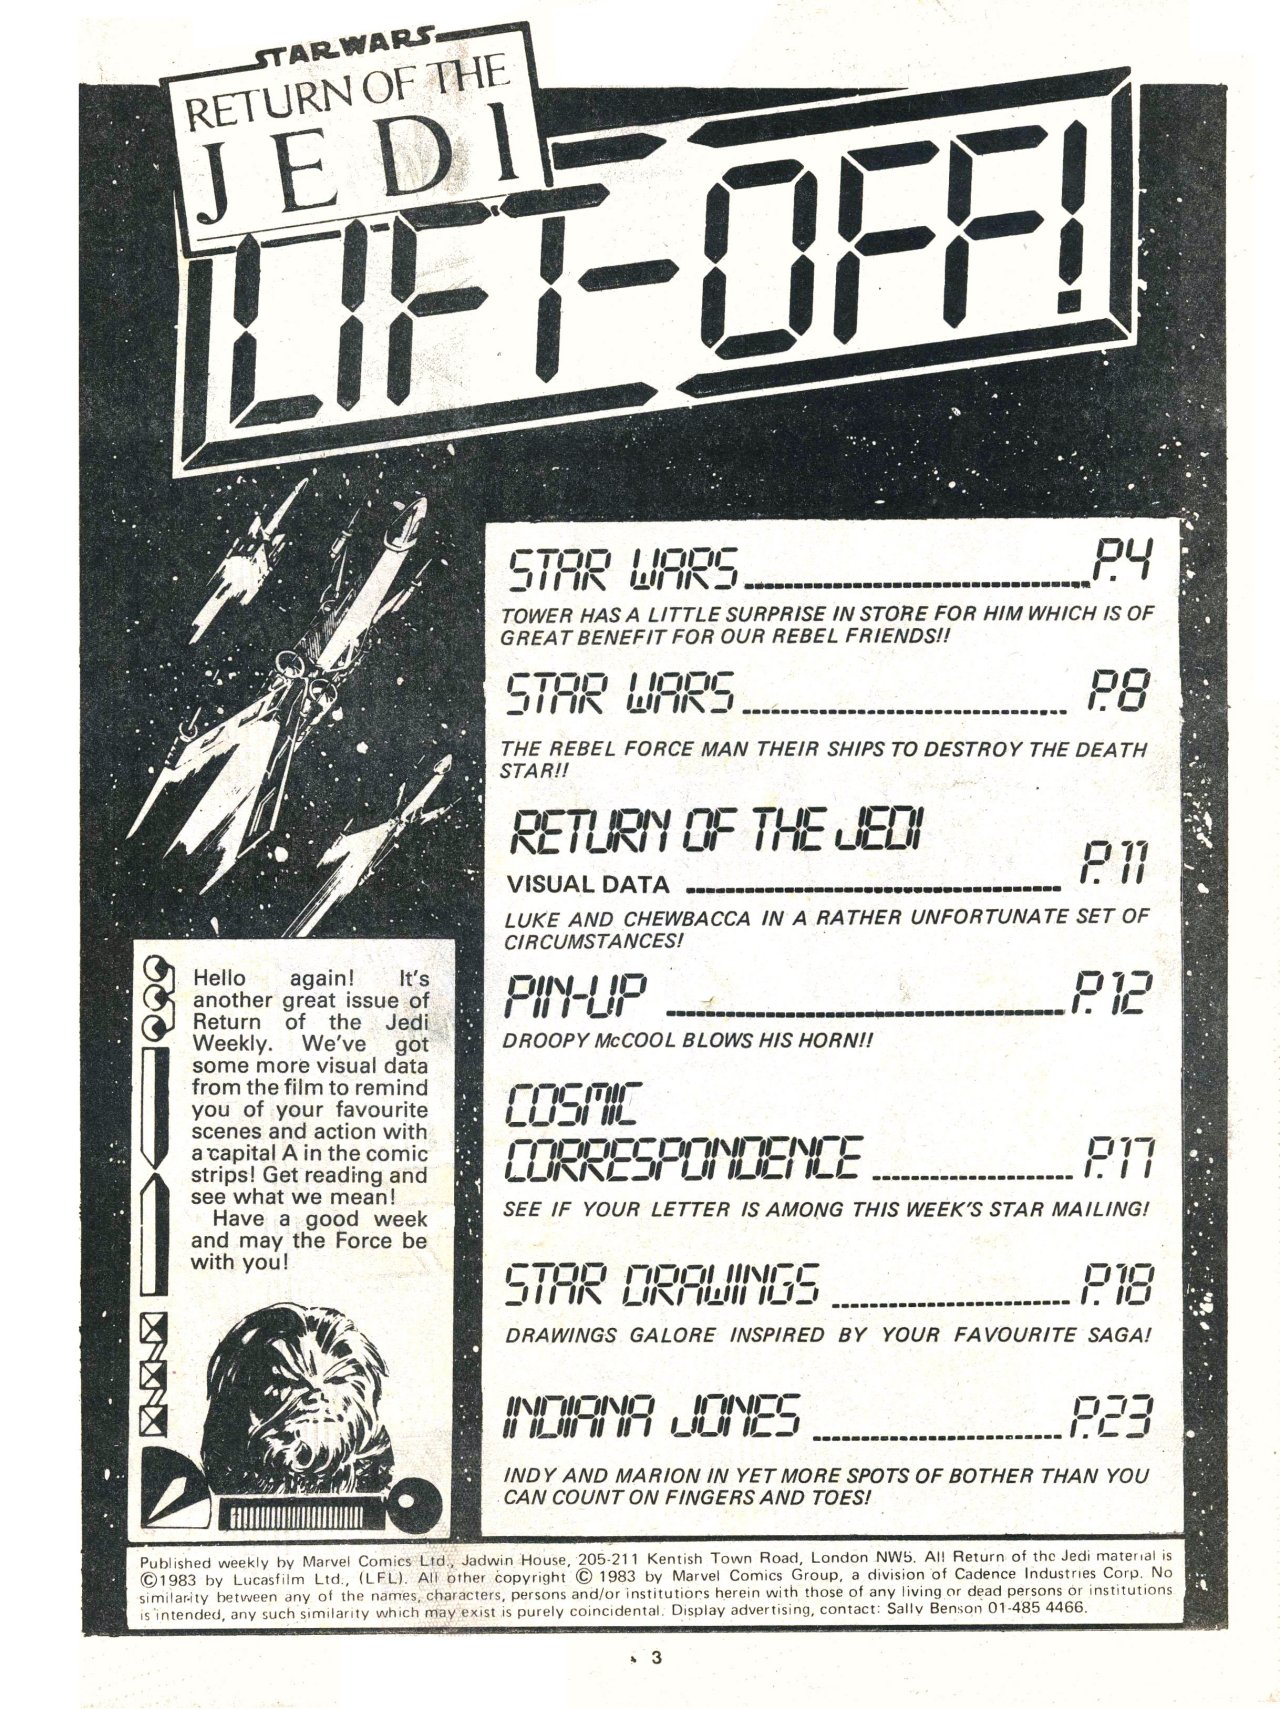 STAR WARS
RETURN OF THE
JEDI
LIFT-OFF!
STAR WARS P.4
TOWER HAS A LITTLE SURPRISE IN STORE FOR HIM WHICH IS OF
GREAT BENEFIT FOR OUR REBEL FRIENDS!!
STAR WARS P.8
THE REBEL FORCE MAN THEIR SHIPS TO DESTROY THE DEATH
STAR!!
RETURN OF THE JEDI
VISUAL DATA P.11
LUKE AND CHEWBACCA IN A RATHER UNFORTUNATE SET OF
CIRCUMSTANCES!
PIN-UP P.12
DROOPY McCOOL BLOWS HIS HORN!!
COSMIC
CORRESPONDENCE P.17
SEE IF YOUR LETTER IS AMONG THIS WEEK'S STAR MAILING!
STAR DRAWINGS P.18
DRAWINGS GALORE INSPIRED BY YOUR FAVOURITE SAGA!
INDIANA JONES P.23
INDY AND MARION IN YET MORE SPOTS OF BOTHER THAN YOU
CAN COUNT ON FINGERS AND TOES!
Hello again! It's
another great issue of
Return of the Jedi
Weekly. We've got
some more visual data
from the film to remind
you of your favourite
scenes and action with
a capital A in the comic
strips! Get reading and
see what we mean!
Have a good week
and may the Force be
with you!
Published weekly by Marvel Comics Ltd., Jadwin House, 205-211 Kentish Town Road, London NW5. All Return of the Jedi material is
©1983 by Lucasfilm Ltd., (LFL). All other copyright © 1983 by Marvel Comics Group, a division of Cadence Industries Corp. No
similarity between any of the names, characters, persons and/or institutions herein with those of any living or dead persons or institutions
is intended, any such similarity which may exist is purely coincidental. Display advertising, contact: Sally Benson 01-485 4466.
3